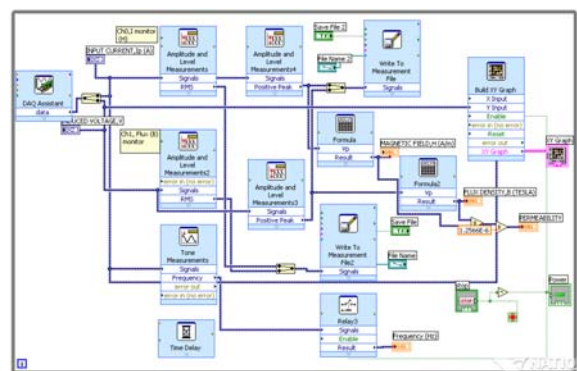 CH0,I monitor
(H)
INPUT CURRENT,Ip (A)
DAQ Assistant
data
VOLTAGE,V
CH1, Flux (B)
monitor
Amplitude and
Level
Measurements
Signals
RMS
Amplitude and
Level
Measurements4
Signals
Positive Peak
Save File 2
File Name 2
Write To
Measurement
File
Signals
Build XY Graph
X Input
Y Input
Enable
error in (no error)
Reset
error out
XY Graph
XY Graph
Amplitude and
Level
Measurements2
error in (no error)
Signals
RMS
Amplitude and
Level
Measurements3
Signals
Positive Peak
Formula
Yp
Result
MAGNETIC FIELD,H (A/m)
Formula2
Yp
Result
FLUX DENSITY,B (TESLA)
1.2566E-6
PERMEABILITY
Tone
Measurements
Signals
Frequency
error out
error in (no error)
Write To
Measurement
File2
Signals
Save File
File Name
stop
Power
Time Delay
Relay3
Signals
Enable
Result
Frequency (Hz)
i